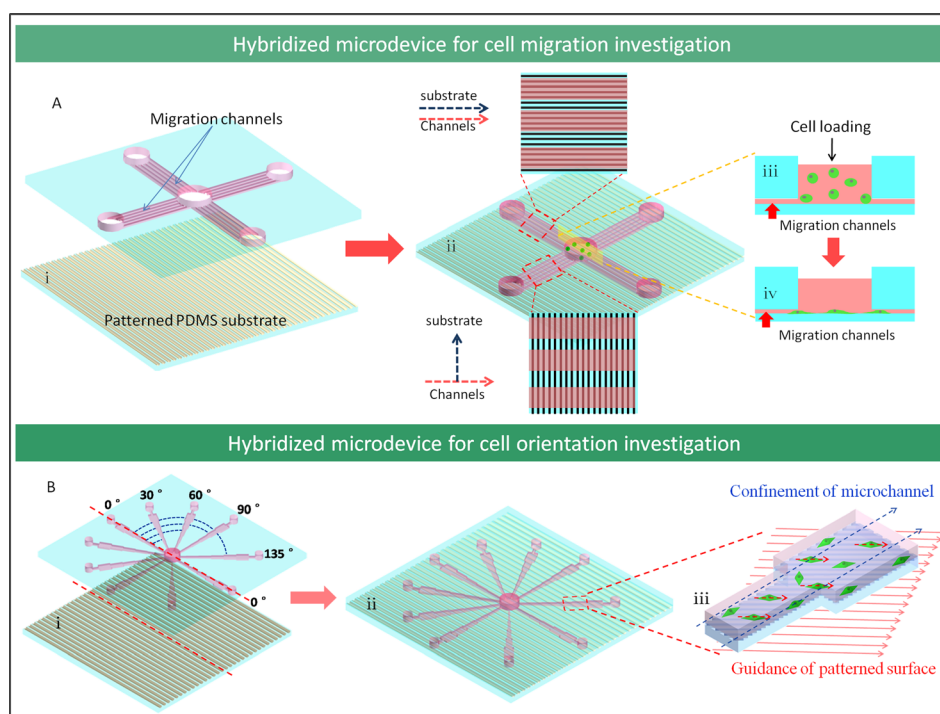 Hybridized microdevice for cell migration investigation
A
Migration channels
i
Patterned PDMS substrate
substrate
Channels
ii
substrate
Channels
Cell loading
iii
Migration channels
iv
Migration channels
Hybridized microdevice for cell orientation investigation
B
0 °
30 °
60 °
90 °
135 °
0 °
i
ii
Confinement of microchannel
iii
Guidance of patterned surface